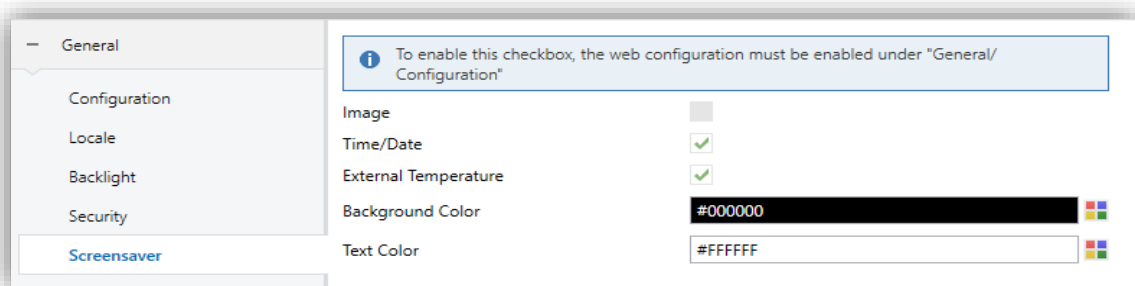 General
Configuration
Locale
Backlight
Security
Screensaver
To enable this checkbox, the web configuration must be enabled under "General/
Configuration"
Image
Time/Date
External Temperature
Background Color #000000
Text Color #FFFFFF